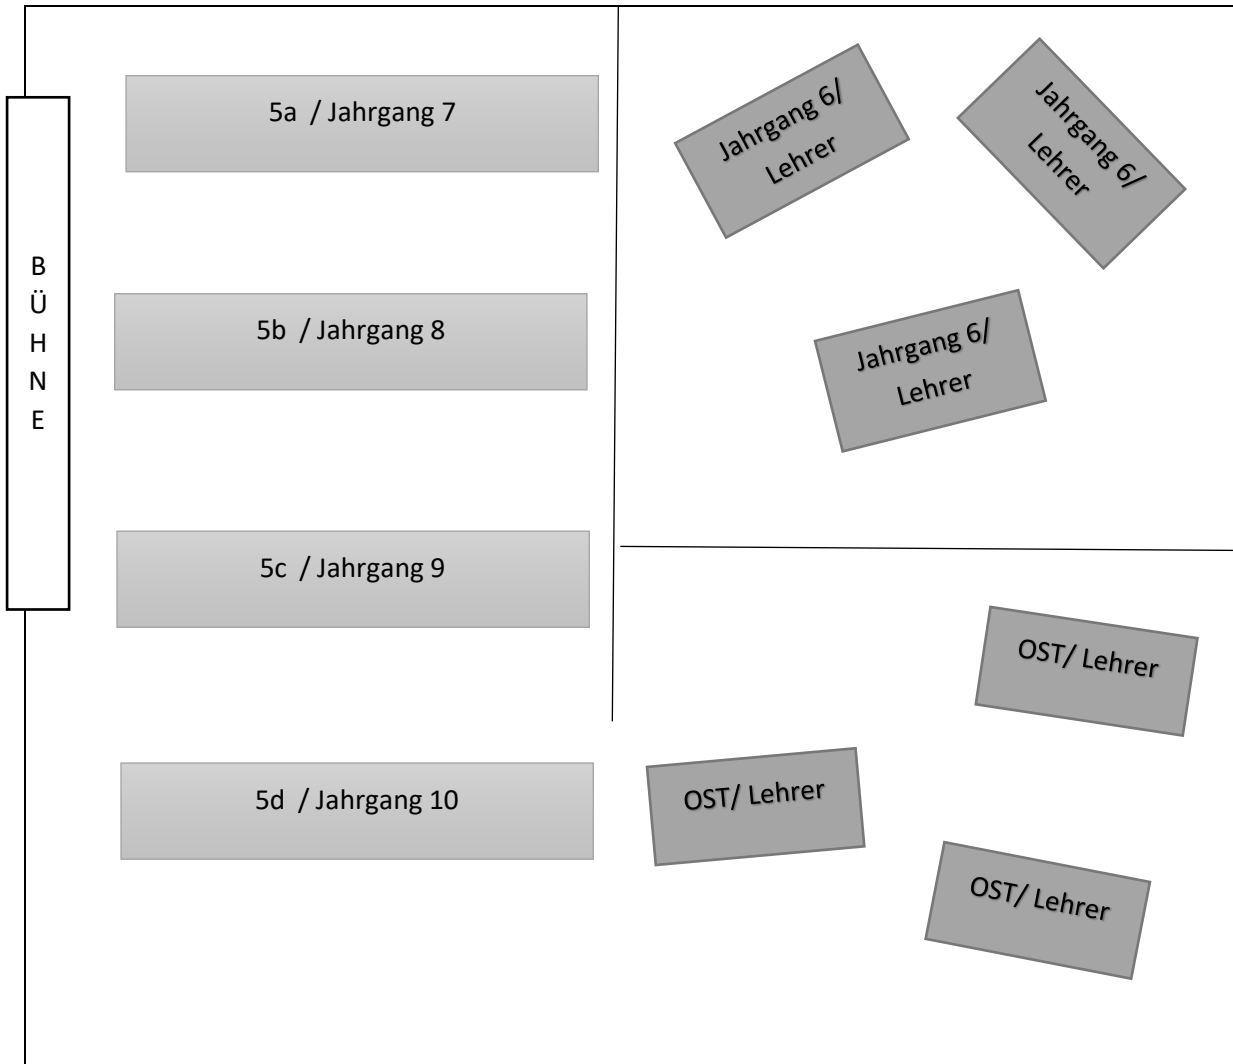 BÜHNE
5a / Jahrgang 7
5b / Jahrgang 8
5c / Jahrgang 9
5d / Jahrgang 10
Jahrgang 6/
Lehrer
Jahrgang 6/
Lehrer
Jahrgang 6/
Lehrer
OST/ Lehrer
OST/ Lehrer
OST/ Lehrer